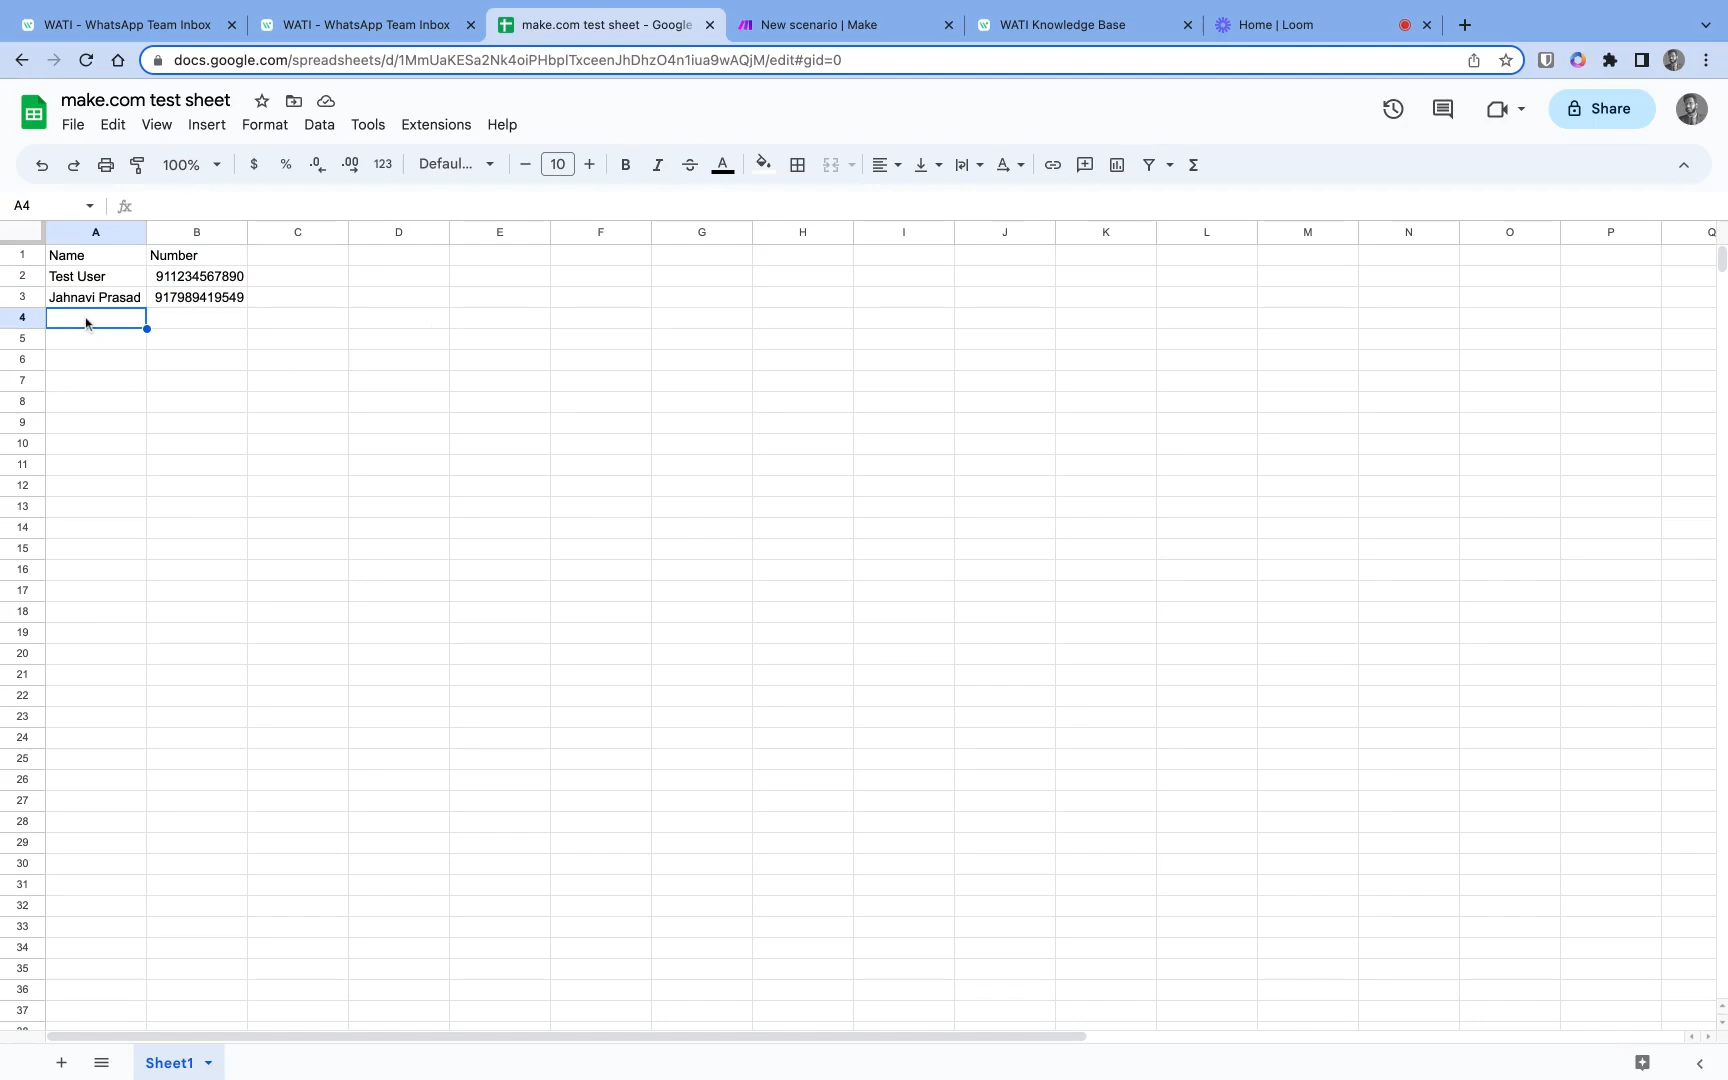 WATI - WhatsApp Team Inbox
WATI - WhatsApp Team Inbox
make.com test sheet - Google
New scenario | Make
WATI Knowledge Base
Home | Loom
docs.google.com/spreadsheets/d/1MmUaKESa2Nk4oiPHbpITxceenJhDhzO4n1iua9wAQjM/edit#gid=0
make.com test sheet
File Edit View Insert Format Data Tools Extensions Help
Share
100% $ % .0 .00 123 Defaul... 10 B I A
A4 fx
A B C D E F G H I J K L M N O P Q
1 Name Number
2 Test User 911234567890
3 Jahnavi Prasad 917989419549
4
5
6
7
8
9
10
11
12
13
14
15
16
17
18
19
20
21
22
23
24
25
26
27
28
29
30
31
32
33
34
35
36
37
Sheet1